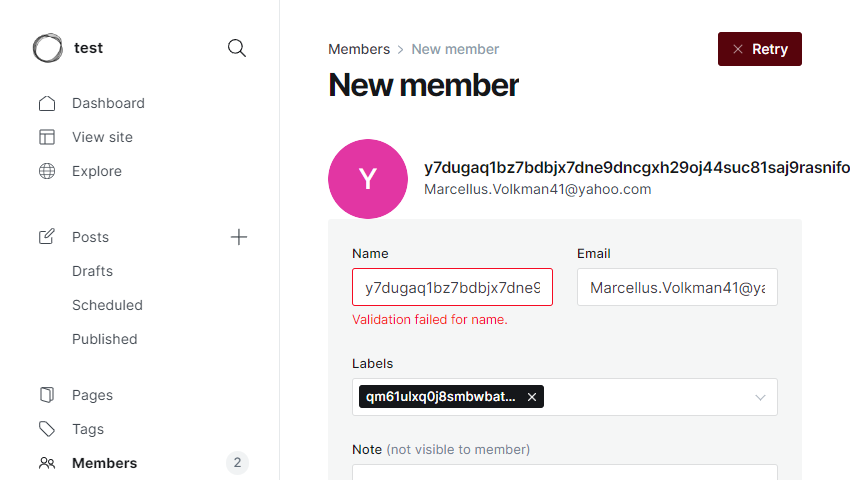 test
Dashboard
View site
Explore
Posts
Drafts
Scheduled
Published
Pages
Tags
Members 2
Members > New member
Retry
New member
Y
y7dugaq1bz7bdbjx7dne9dncgxh29oj44suc81saj9rasnifo
Marcellus.Volkman41@yahoo.com
Name
y7dugaq1bz7bdbjx7dne9
Validation failed for name.
Email
Marcellus.Volkman41@ya
Labels
qm61ulxq0j8smbwbat...
Note (not visible to member)